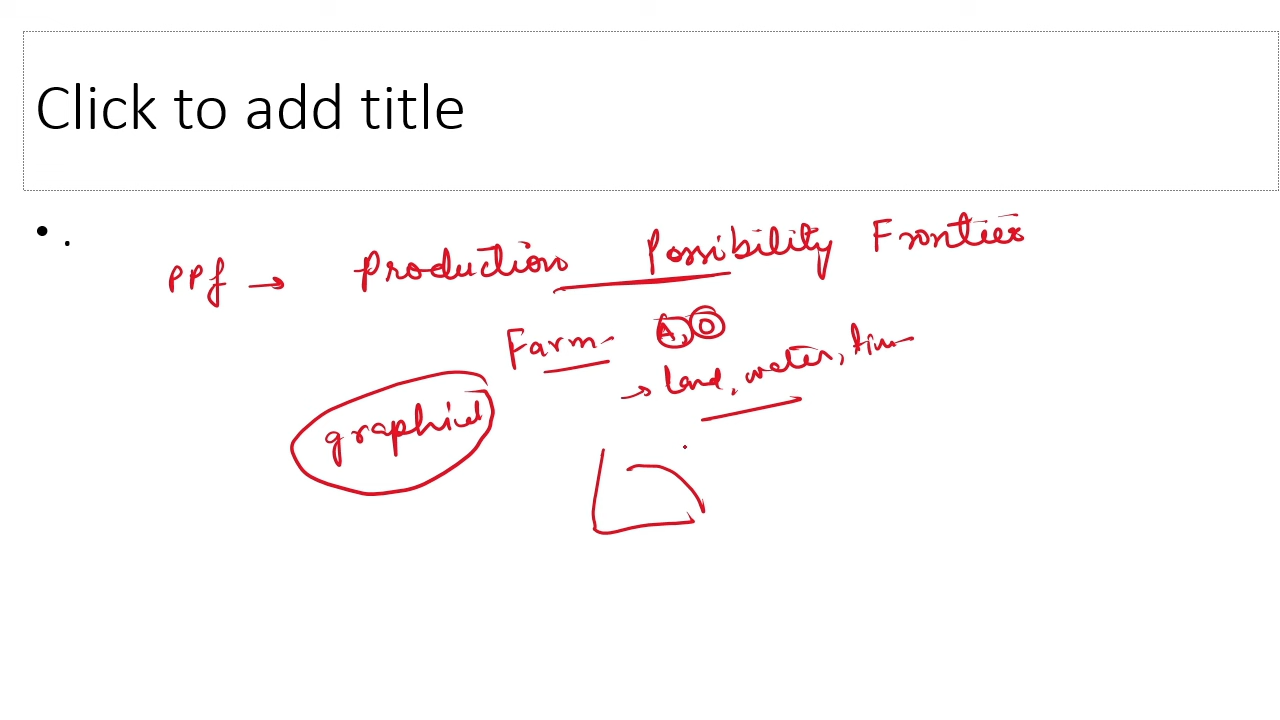 Click to add title
• .
PPf → Production Possibility Frontier
Farm- A, O
→ Land, water, time
graphical